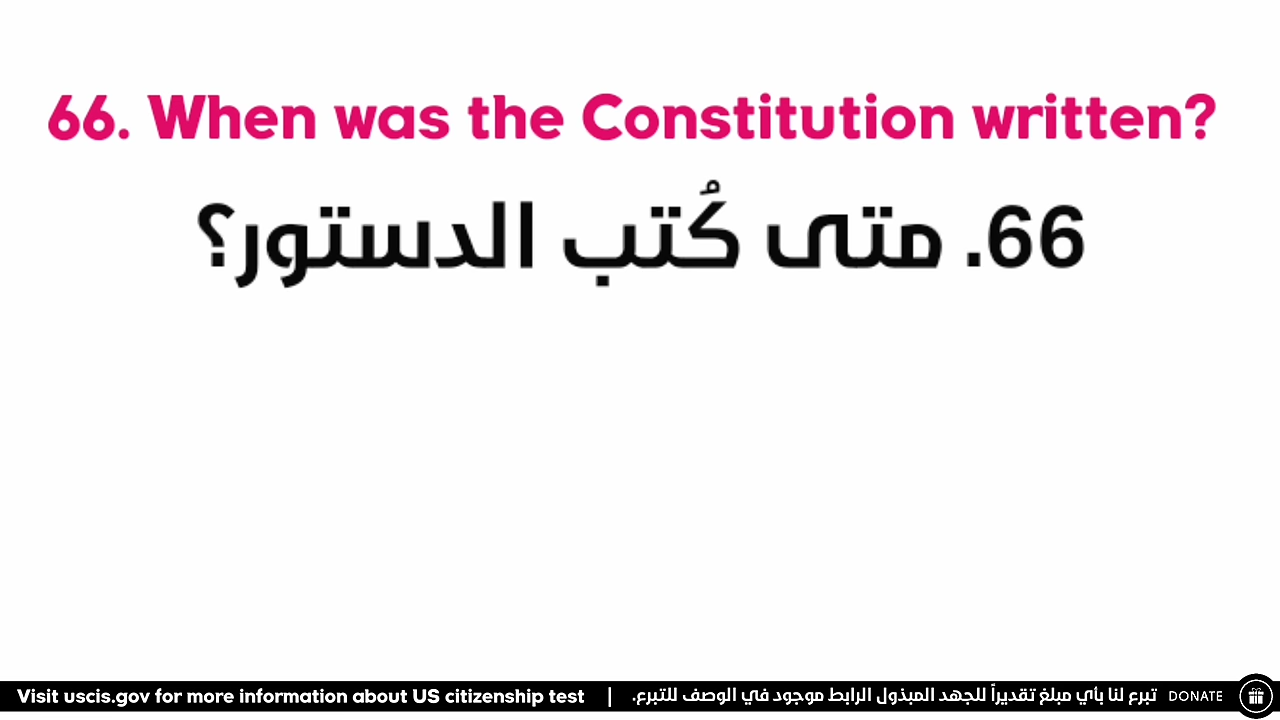 66. When was the Constitution written?
66. متى كُتب الدستور؟
Visit uscis.gov for more information about US citizenship test | تبرع لنا بأي مبلغ تقديراً للجهد المبذول الرابط موجود في الوصف للتبرع. DONATE